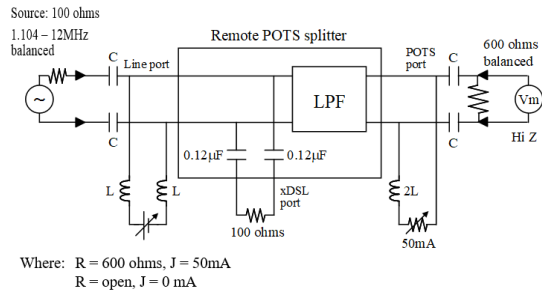 Source: 100 ohms
1.104 – 12MHz
balanced
C
Line port
Remote POTS splitter
POTS
port
C
600 ohms
balanced
~
LPF
Vm
C
C
Hi Z
0.12µF
0.12µF
L
L
xDSL
port
2L
100 ohms
50mA
Where: R = 600 ohms, J = 50mA
R = open, J = 0 mA